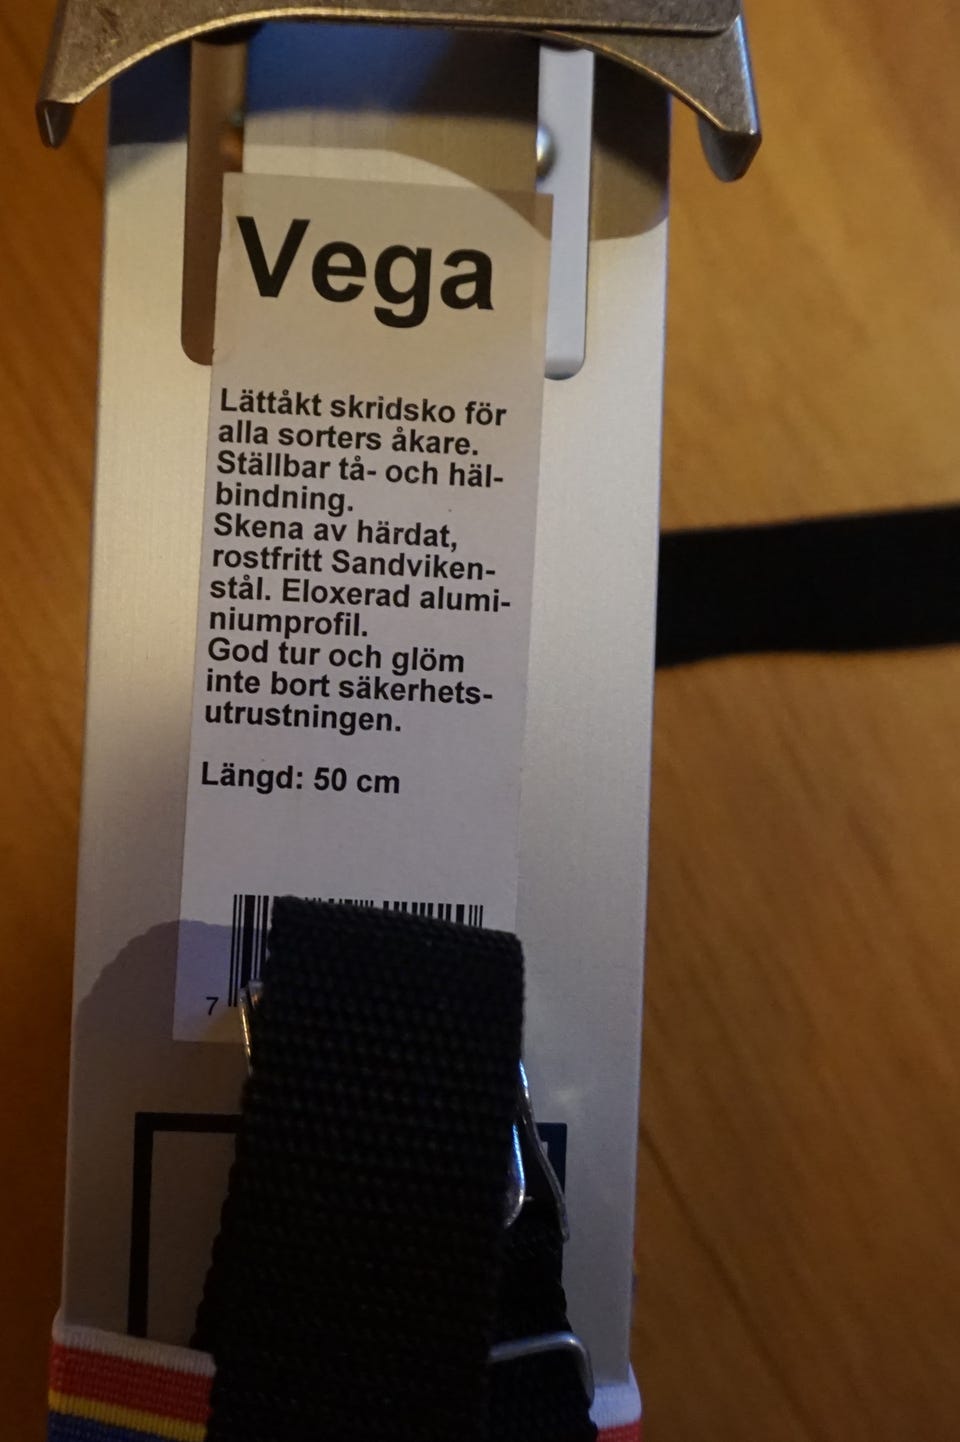 Vega
Lättåkt skridsko för
alla sorters åkare.
Ställbar tå- och häl-
bindning.
Skena av härdat,
rostfritt Sandviken-
stål. Eloxerad alumi-
niumprofil.
God tur och glöm
inte bort säkerhets-
utrustningen.
Längd: 50 cm
7